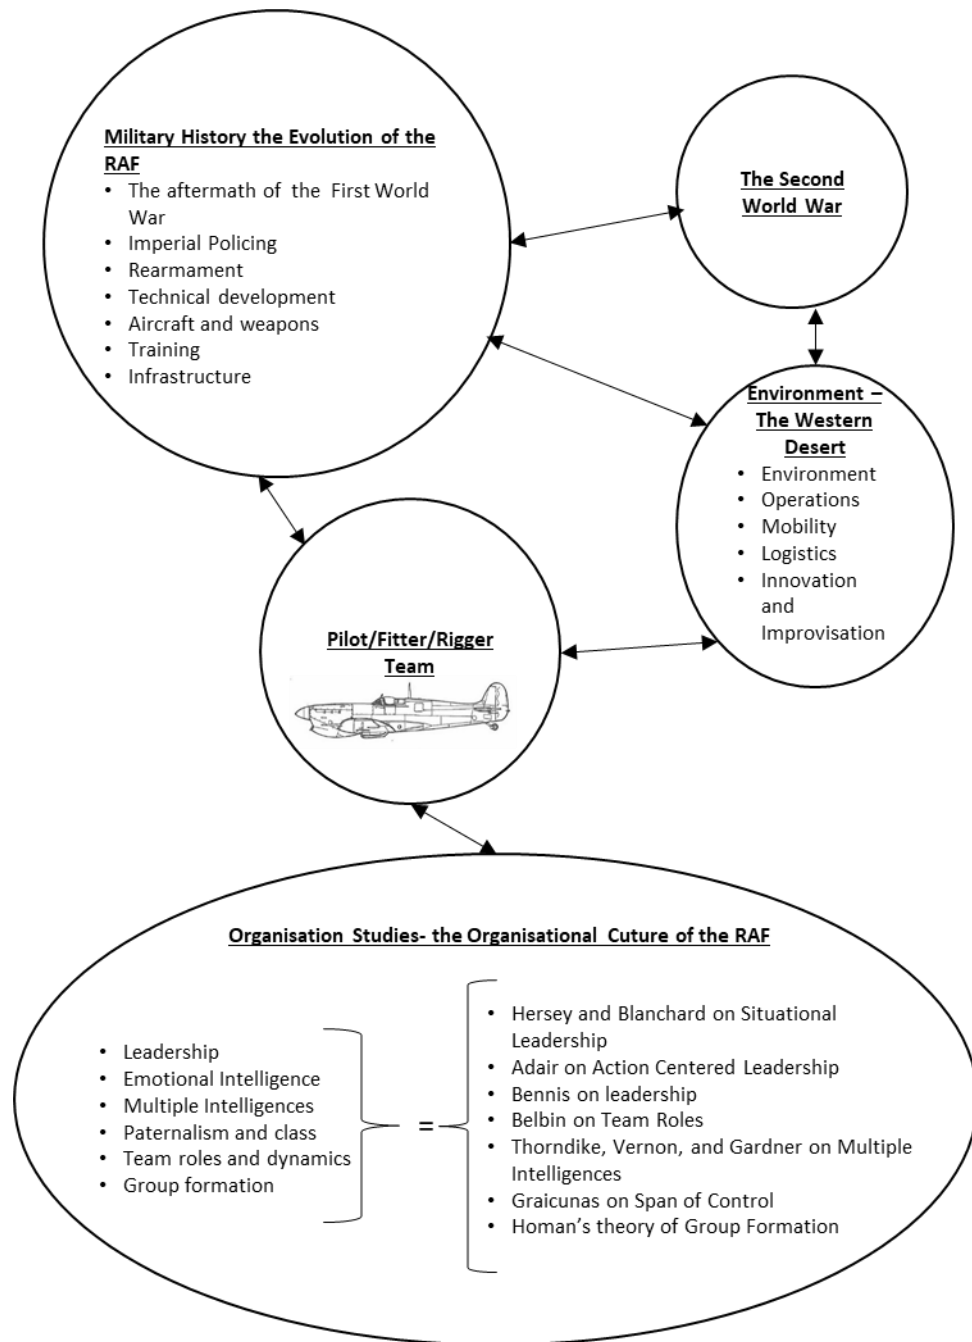 Military History the Evolution of the
RAF
• The aftermath of the First World
War
• Imperial Policing
• Rearmament
• Technical development
• Aircraft and weapons
• Training
• Infrastructure
The Second
World War
Environment –
The Western
Desert
• Environment
• Operations
• Mobility
• Logistics
• Innovation
and
Improvisation
Pilot/Fitter/Rigger
Team
Organisation Studies- the Organisational Cuture of the RAF
• Leadership
• Emotional Intelligence
• Multiple Intelligences
• Paternalism and class
• Team roles and dynamics
• Group formation
=
• Hersey and Blanchard on Situational
Leadership
• Adair on Action Centered Leadership
• Bennis on leadership
• Belbin on Team Roles
• Thorndike, Vernon, and Gardner on Multiple
Intelligences
• Graicunas on Span of Control
• Homan’s theory of Group Formation